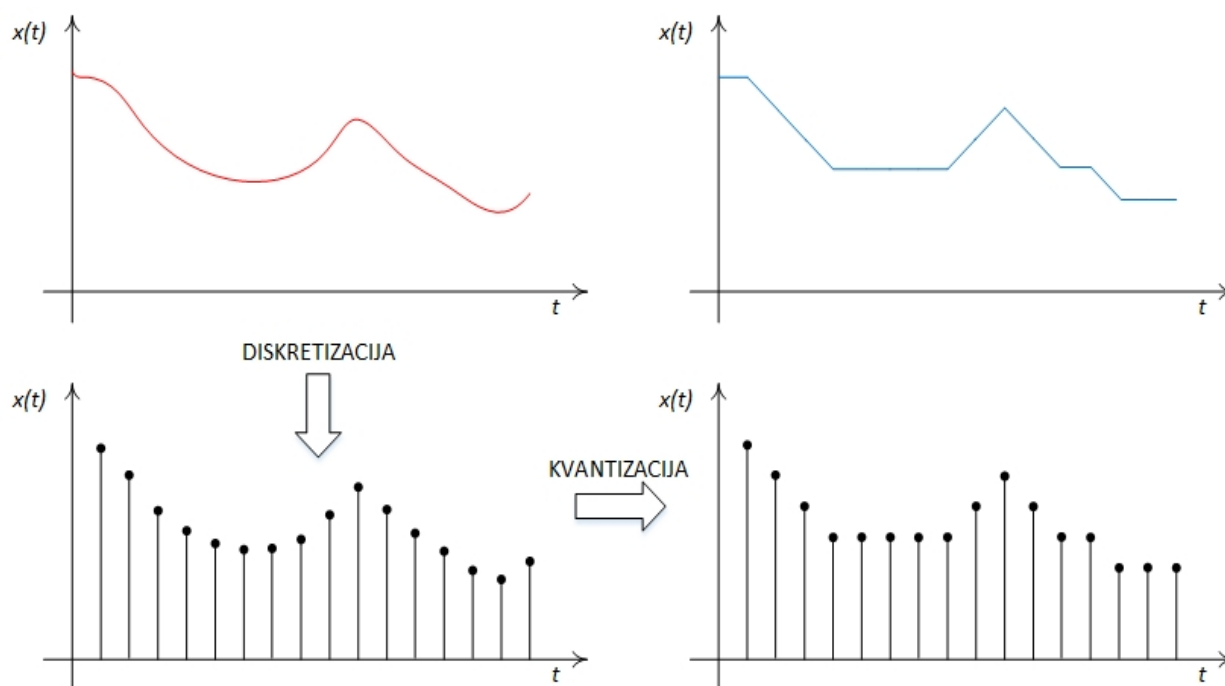 x(t)
x(t)
t
t
DISKRETIZACIJA
x(t)
x(t)
KVANTIZACIJA
t
t